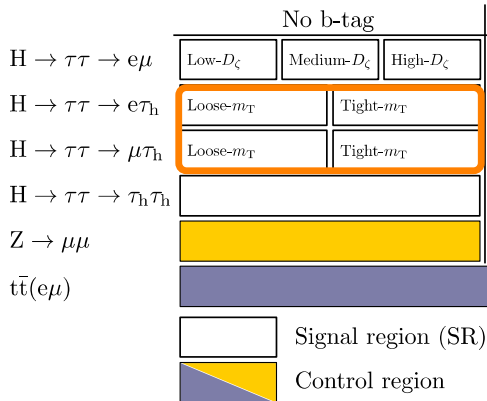 No b-tag
H → ττ → eμ Low-D_ζ Medium-D_ζ High-D_ζ
H → ττ → eτ_h Loose-m_T Tight-m_T
H → ττ → μτ_h Loose-m_T Tight-m_T
H → ττ → τ_hτ_h
Z → μμ
tt̄(eμ)
Signal region (SR)
Control region